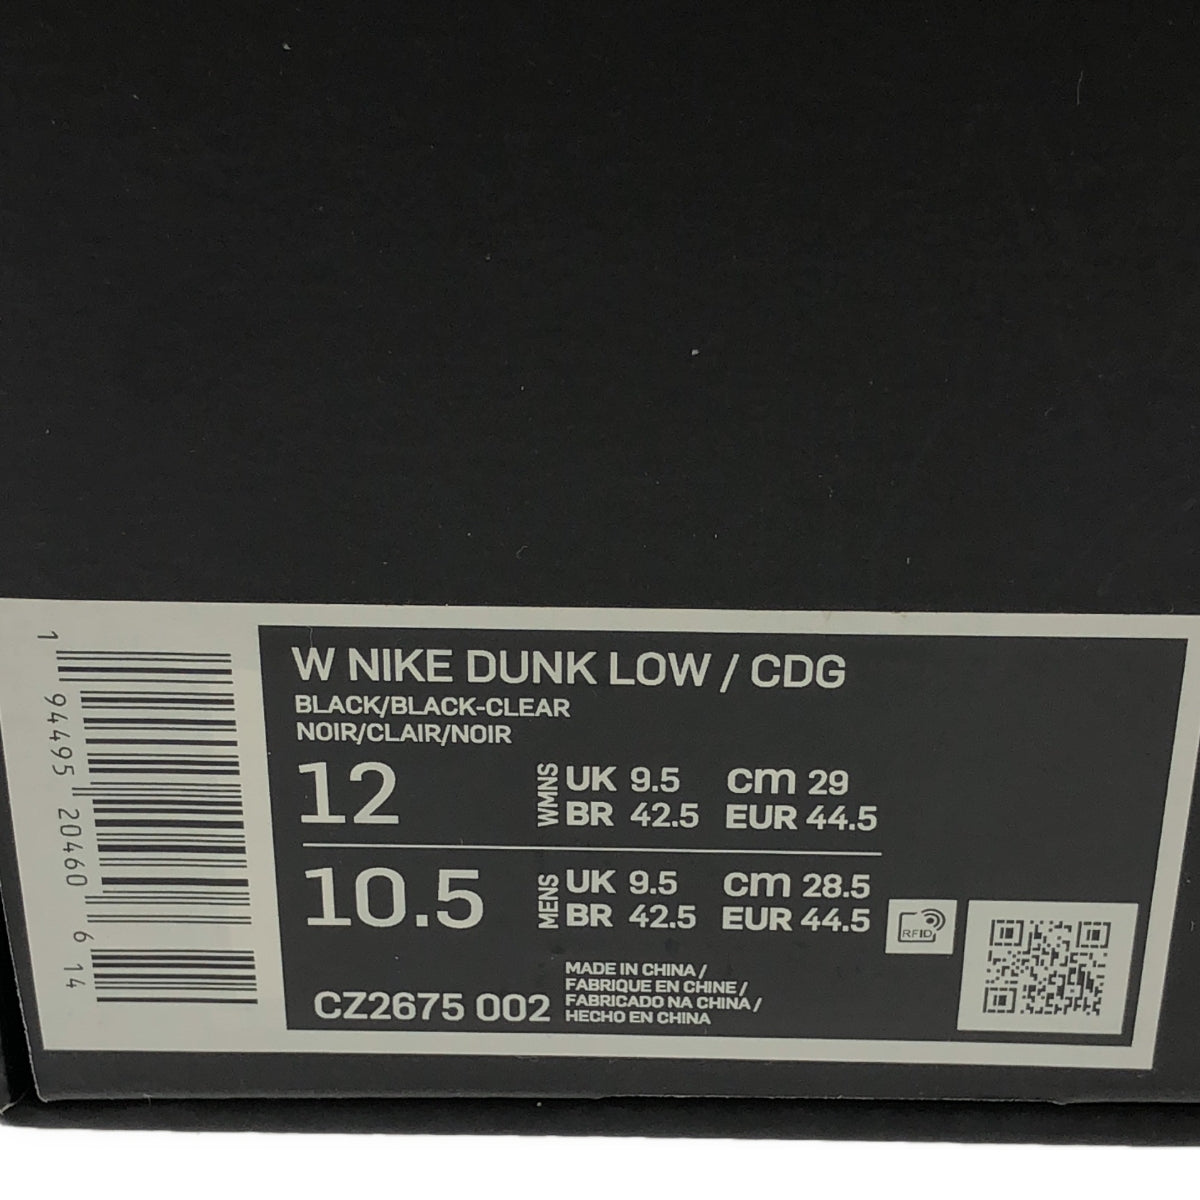 W NIKE DUNK LOW / CDG
BLACK/BLACK-CLEAR
NOIR/CLAIR/NOIR
12 WMNS UK 9.5 cm 29
BR 42.5 EUR 44.5
10.5 MENS UK 9.5 cm 28.5
BR 42.5 EUR 44.5
RFID
CZ2675 002
MADE IN CHINA /
FABRIQUE EN CHINE /
FABRICADO NA CHINA /
HECHO EN CHINA
1 94495 20460 6 14